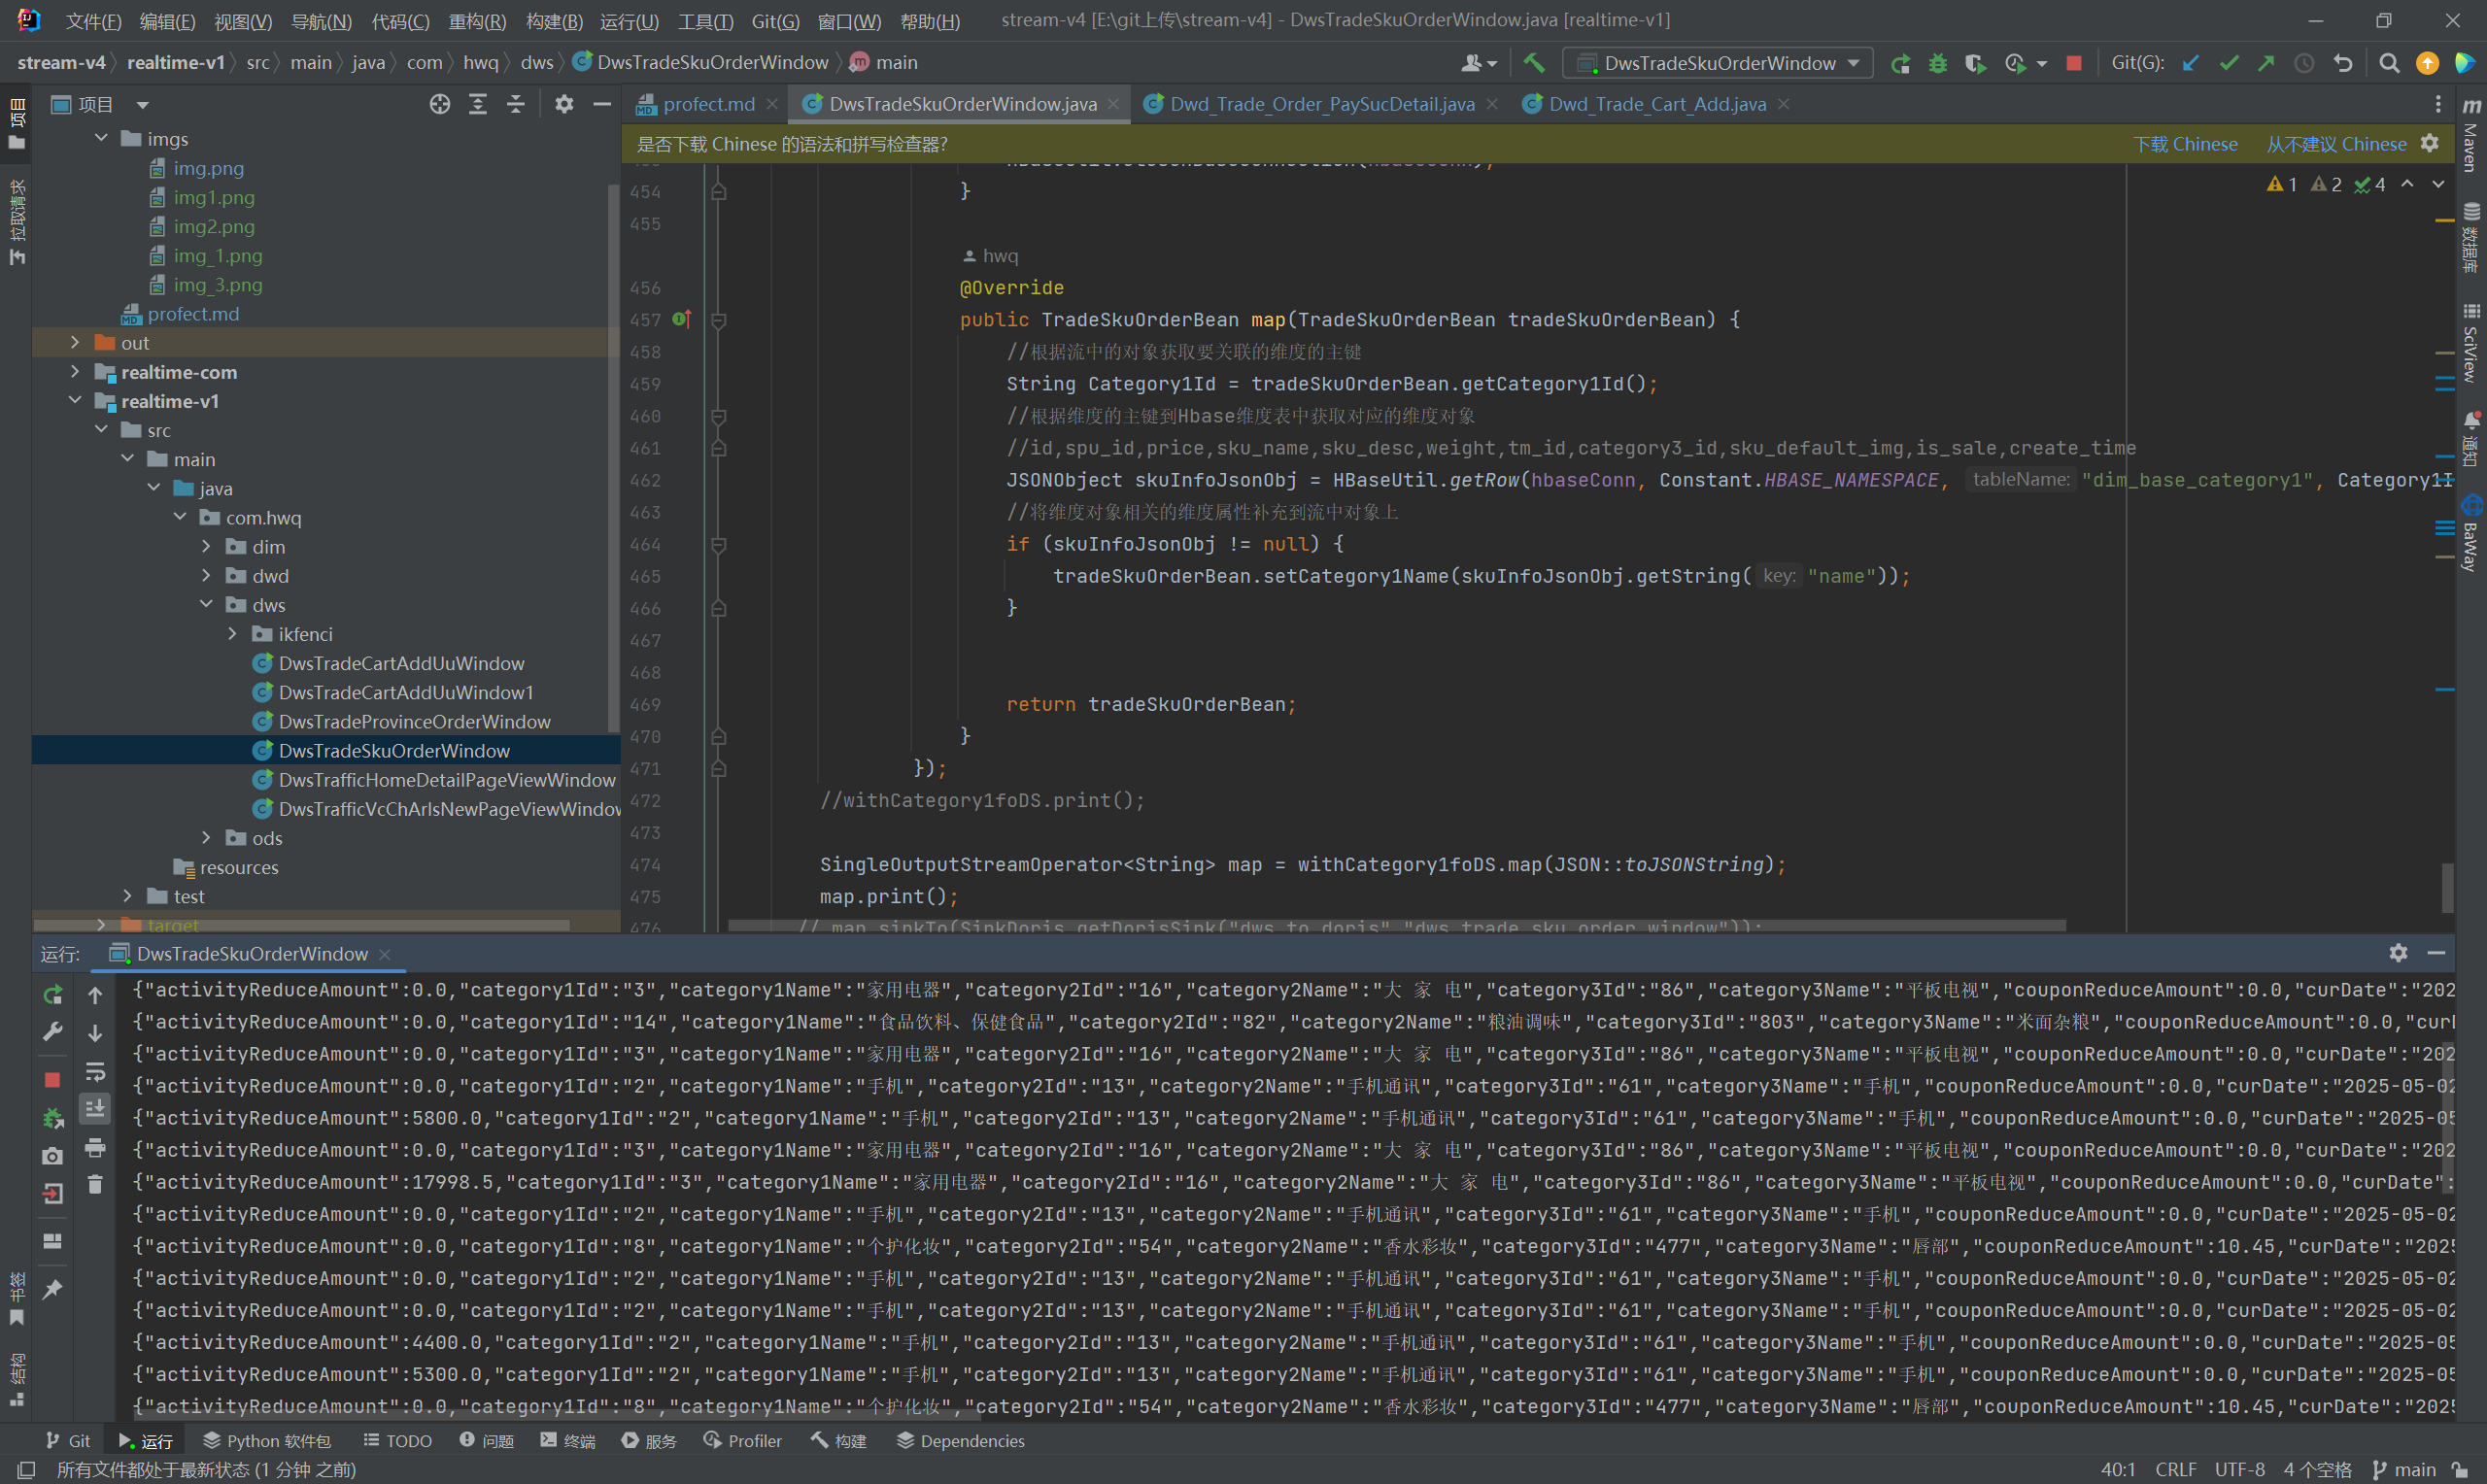 文件(F) 编辑(E) 视图(V) 导航(N) 代码(C) 重构(R) 构建(B) 运行(U) 工具(T) Git(G) 窗口(W) 帮助(H) stream-v4 [E:\git上传\stream-v4] - DwsTradeSkuOrderWindow.java [realtime-v1]
stream-v4 realtime-v1 src main java com hwq dws DwsTradeSkuOrderWindow main DwsTradeSkuOrderWindow Git(G):
项目
profect.md DwsTradeSkuOrderWindow.java Dwd_Trade_Order_PaySucDetail.java Dwd_Trade_Cart_Add.java
是否下载 Chinese 的语法和拼写检查器? 下载 Chinese 从不建议 Chinese
项目
拉取请求
书签
结构
imgs
img.png
img1.png
img2.png
img_1.png
img_3.png
profect.md
out
realtime-com
realtime-v1
src
main
java
com.hwq
dim
dwd
dws
ikfenci
DwsTradeCartAddUuWindow
DwsTradeCartAddUuWindow1
DwsTradeProvinceOrderWindow
DwsTradeSkuOrderWindow
DwsTrafficHomeDetailPageViewWindow
DwsTrafficVcChArIsNewPageViewWindow
ods
resources
test
target
1 2 4
454 }
455
hwq
456 @Override
457 public TradeSkuOrderBean map(TradeSkuOrderBean tradeSkuOrderBean) {
458 //根据流中的对象获取要关联的维度的主键
459 String Category1Id = tradeSkuOrderBean.getCategory1Id();
460 //根据维度的主键到Hbase维度表中获取对应的维度对象
461 //id,spu_id,price,sku_name,sku_desc,weight,tm_id,category3_id,sku_default_img,is_sale,create_time
462 JSONObject skuInfoJsonObj = HBaseUtil.getRow(hbaseConn, Constant.HBASE_NAMESPACE, tableName: "dim_base_category1", Category1I
463 //将维度对象相关的维度属性补充到流中对象上
464 if (skuInfoJsonObj != null) {
465 tradeSkuOrderBean.setCategory1Name(skuInfoJsonObj.getString( key: "name"));
466 }
467
468
469 return tradeSkuOrderBean;
470 }
471 });
472 //withCategory1foDS.print();
473
474 SingleOutputStreamOperator<String> map = withCategory1foDS.map(JSON::toJSONString);
475 map.print();
476 // map.sinkTo(SinkDoris.getDorisSink("dws_to_doris","dws_trade_sku_order_window"));
Maven
数据库
SciView
通知
BaWay
运行: DwsTradeSkuOrderWindow
{"activityReduceAmount":0.0,"category1Id":"3","category1Name":"家用电器","category2Id":"16","category2Name":"大 家 电","category3Id":"86","category3Name":"平板电视","couponReduceAmount":0.0,"curDate":"202
{"activityReduceAmount":0.0,"category1Id":"14","category1Name":"食品饮料、保健食品","category2Id":"82","category2Name":"粮油调味","category3Id":"803","category3Name":"米面杂粮","couponReduceAmount":0.0,"curD
{"activityReduceAmount":0.0,"category1Id":"3","category1Name":"家用电器","category2Id":"16","category2Name":"大 家 电","category3Id":"86","category3Name":"平板电视","couponReduceAmount":0.0,"curDate":"202
{"activityReduceAmount":0.0,"category1Id":"2","category1Name":"手机","category2Id":"13","category2Name":"手机通讯","category3Id":"61","category3Name":"手机","couponReduceAmount":0.0,"curDate":"2025-05-02
{"activityReduceAmount":5800.0,"category1Id":"2","category1Name":"手机","category2Id":"13","category2Name":"手机通讯","category3Id":"61","category3Name":"手机","couponReduceAmount":0.0,"curDate":"2025-05
{"activityReduceAmount":0.0,"category1Id":"3","category1Name":"家用电器","category2Id":"16","category2Name":"大 家 电","category3Id":"86","category3Name":"平板电视","couponReduceAmount":0.0,"curDate":"202
{"activityReduceAmount":17998.5,"category1Id":"3","category1Name":"家用电器","category2Id":"16","category2Name":"大 家 电","category3Id":"86","category3Name":"平板电视","couponReduceAmount":0.0,"curDate":"
{"activityReduceAmount":0.0,"category1Id":"2","category1Name":"手机","category2Id":"13","category2Name":"手机通讯","category3Id":"61","category3Name":"手机","couponReduceAmount":0.0,"curDate":"2025-05-02
{"activityReduceAmount":0.0,"category1Id":"8","category1Name":"个护化妆","category2Id":"54","category2Name":"香水彩妆","category3Id":"477","category3Name":"唇部","couponReduceAmount":10.45,"curDate":"2025
{"activityReduceAmount":0.0,"category1Id":"2","category1Name":"手机","category2Id":"13","category2Name":"手机通讯","category3Id":"61","category3Name":"手机","couponReduceAmount":0.0,"curDate":"2025-05-02
{"activityReduceAmount":0.0,"category1Id":"2","category1Name":"手机","category2Id":"13","category2Name":"手机通讯","category3Id":"61","category3Name":"手机","couponReduceAmount":0.0,"curDate":"2025-05-02
{"activityReduceAmount":4400.0,"category1Id":"2","category1Name":"手机","category2Id":"13","category2Name":"手机通讯","category3Id":"61","category3Name":"手机","couponReduceAmount":0.0,"curDate":"2025-05
{"activityReduceAmount":5300.0,"category1Id":"2","category1Name":"手机","category2Id":"13","category2Name":"手机通讯","category3Id":"61","category3Name":"手机","couponReduceAmount":0.0,"curDate":"2025-05
{"activityReduceAmount":0.0,"category1Id":"8","category1Name":"个护化妆","category2Id":"54","category2Name":"香水彩妆","category3Id":"477","category3Name":"唇部","couponReduceAmount":10.45,"curDate":"2025
Git 运行 Python 软件包 TODO 问题 终端 服务 Profiler 构建 Dependencies
所有文件都处于最新状态 (1 分钟 之前) 40:1 CRLF UTF-8 4 个空格 main